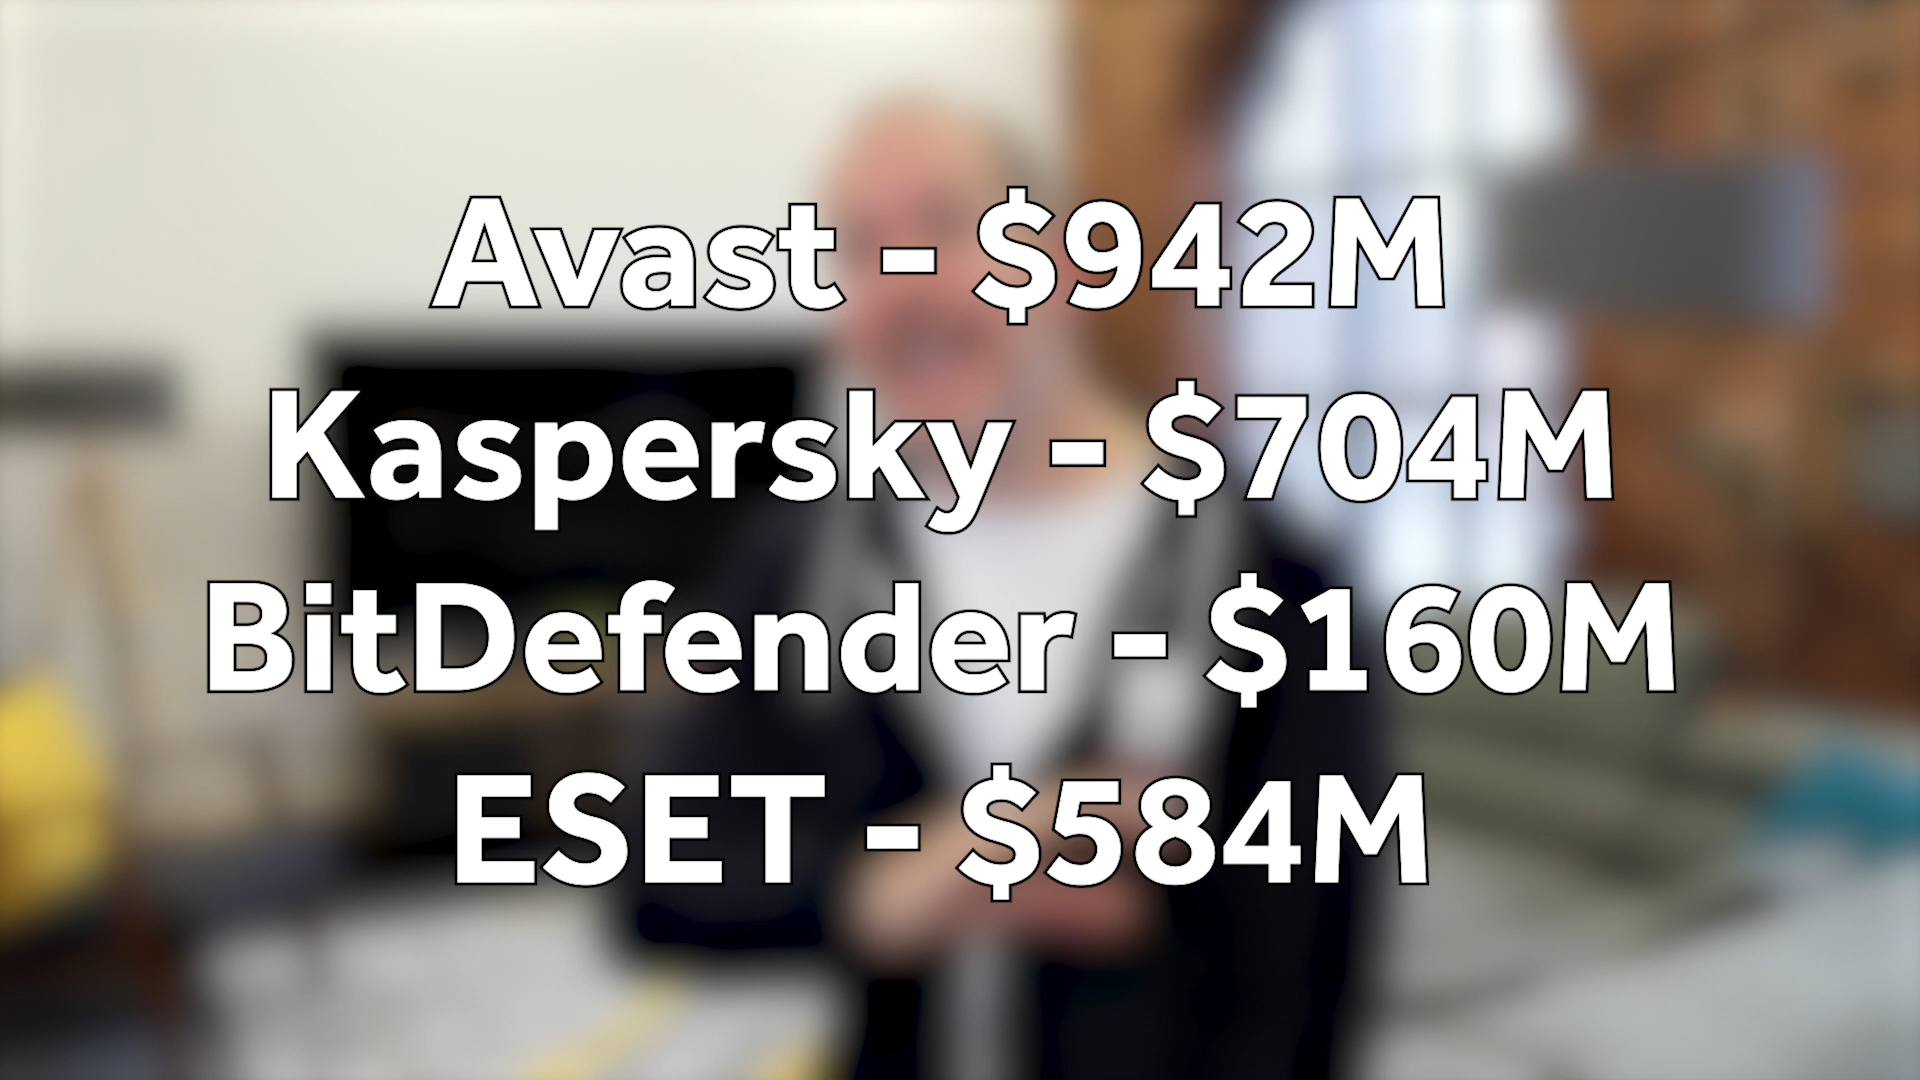 Avast - $942M
Kaspersky - $704M
BitDefender - $160M
ESET - $584M